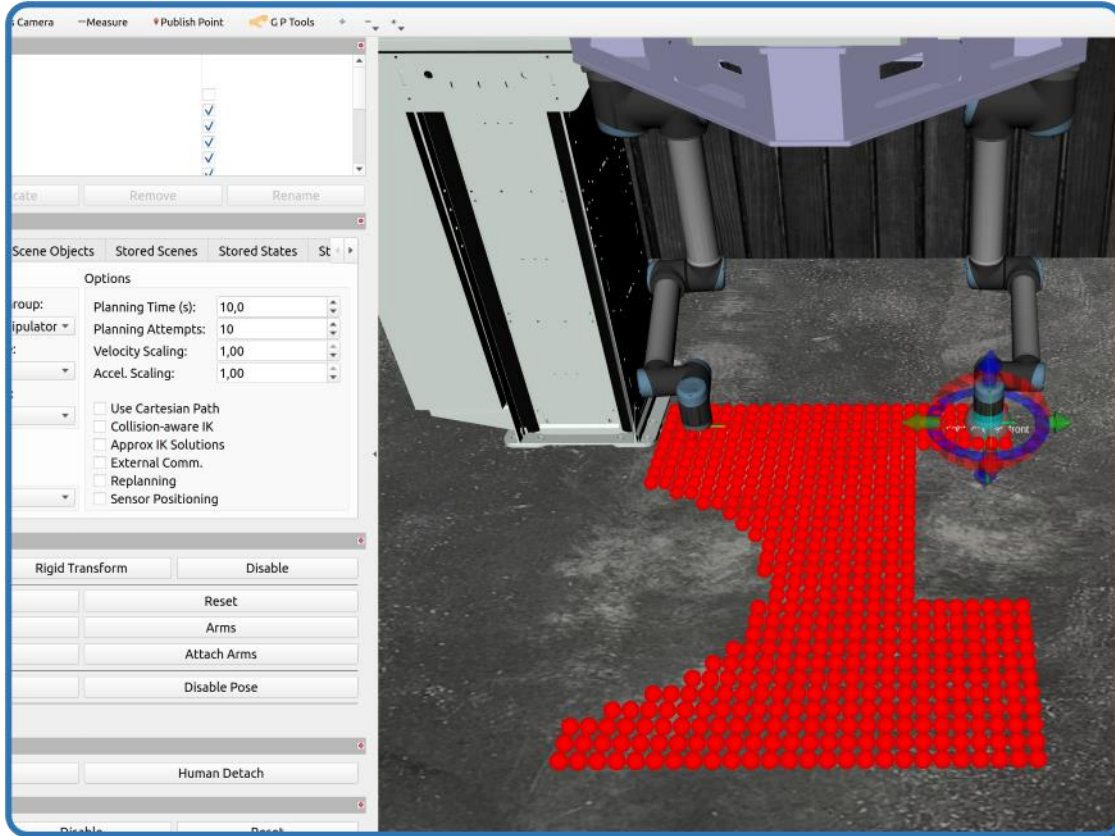 Camera Measure Publish Point G P Tools
cate Remove Rename
Scene Objects Stored Scenes Stored States St
Options
roup:
Planning Time (s): 10,0
ipulator
Planning Attempts: 10
Velocity Scaling: 1,00
Accel. Scaling: 1,00
Use Cartesian Path
Collision-aware IK
Approx IK Solutions
External Comm.
Replanning
Sensor Positioning
Rigid Transform Disable
Reset
Arms
Attach Arms
Disable Pose
Human Detach
Disable Reset
front